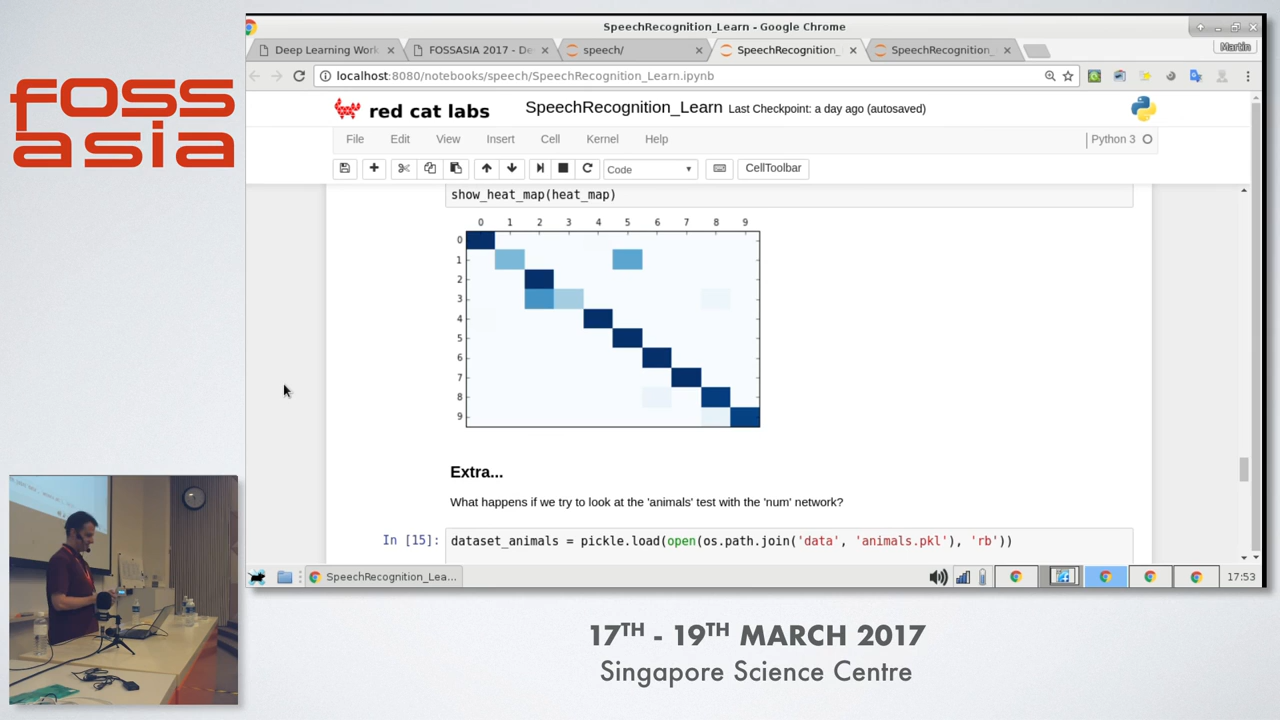 FOSS
asia
SpeechRecognition_Learn - Google Chrome
Martin
Deep Learning Work
FOSSASIA 2017 - De
speech/
SpeechRecognition_
SpeechRecognition_
localhost:8080/notebooks/speech/SpeechRecognition_Learn.ipynb
red cat labs SpeechRecognition_Learn Last Checkpoint: a day ago (autosaved)
File Edit View Insert Cell Kernel Help Python 3
Code CellToolbar
show_heat_map(heat_map)
0 1 2 3 4 5 6 7 8 9
0
1
2
3
4
5
6
7
8
9
Extra...
What happens if we try to look at the 'animals' test with the 'num' network?
In [15]: dataset_animals = pickle.load(open(os.path.join('data', 'animals.pkl'), 'rb'))
SpeechRecognition_Lea... 17:53
17TH - 19TH MARCH 2017
Singapore Science Centre